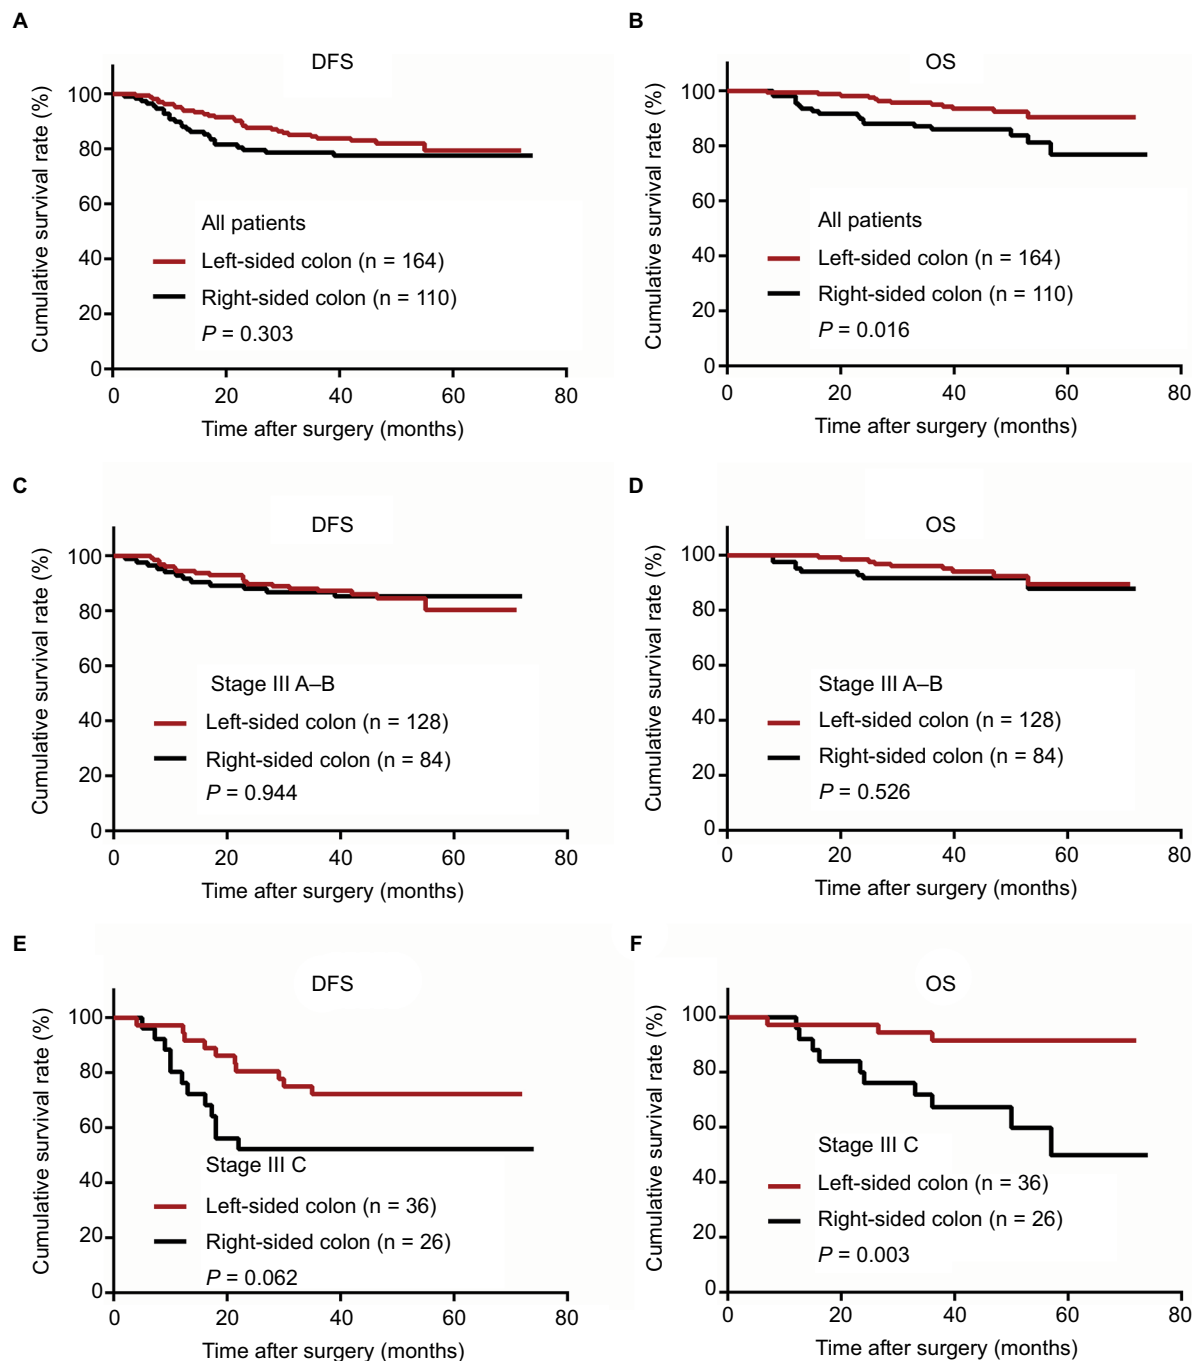 A
DFS
Cumulative survival rate (%)
100
80
60
40
20
0
All patients
Left-sided colon (n = 164)
Right-sided colon (n = 110)
P = 0.303
0 20 40 60 80
Time after surgery (months)
B
OS
Cumulative survival rate (%)
100
80
60
40
20
0
All patients
Left-sided colon (n = 164)
Right-sided colon (n = 110)
P = 0.016
0 20 40 60 80
Time after surgery (months)
C
DFS
Cumulative survival rate (%)
100
80
60
40
20
0
Stage III A–B
Left-sided colon (n = 128)
Right-sided colon (n = 84)
P = 0.944
0 20 40 60 80
Time after surgery (months)
D
OS
Cumulative survival rate (%)
100
80
60
40
20
0
Stage III A–B
Left-sided colon (n = 128)
Right-sided colon (n = 84)
P = 0.526
0 20 40 60 80
Time after surgery (months)
E
DFS
Cumulative survival rate (%)
100
80
60
40
20
0
Stage III C
Left-sided colon (n = 36)
Right-sided colon (n = 26)
P = 0.062
0 20 40 60 80
Time after surgery (months)
F
OS
Cumulative survival rate (%)
100
80
60
40
20
0
Stage III C
Left-sided colon (n = 36)
Right-sided colon (n = 26)
P = 0.003
0 20 40 60 80
Time after surgery (months)